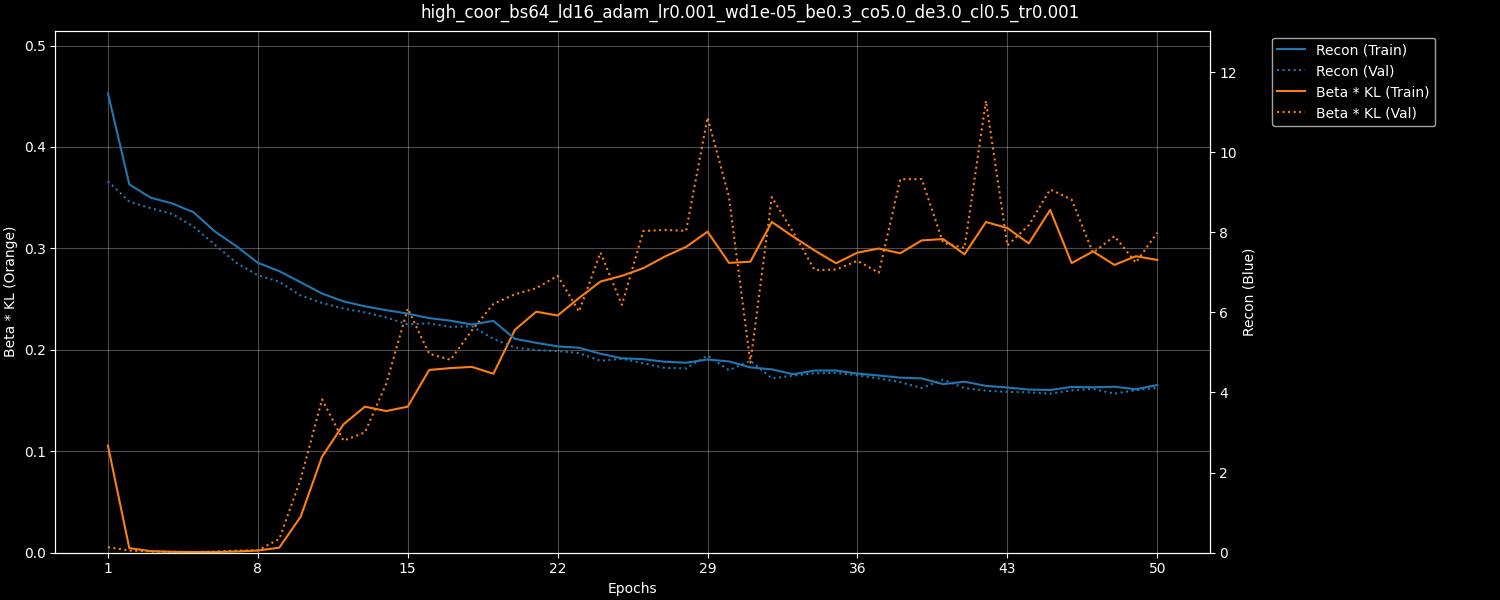 high_coor_bs64_ld16_adam_lr0.001_wd1e-05_be0.3_co5.0_de3.0_cl0.5_tr0.001
Recon (Train)
Recon (Val)
Beta * KL (Train)
Beta * KL (Val)
Beta * KL (Orange)
0.5
0.4
0.3
0.2
0.1
0.0
12
10
8
6
4
2
0
Recon (Blue)
1 8 15 22 29 36 43 50
Epochs